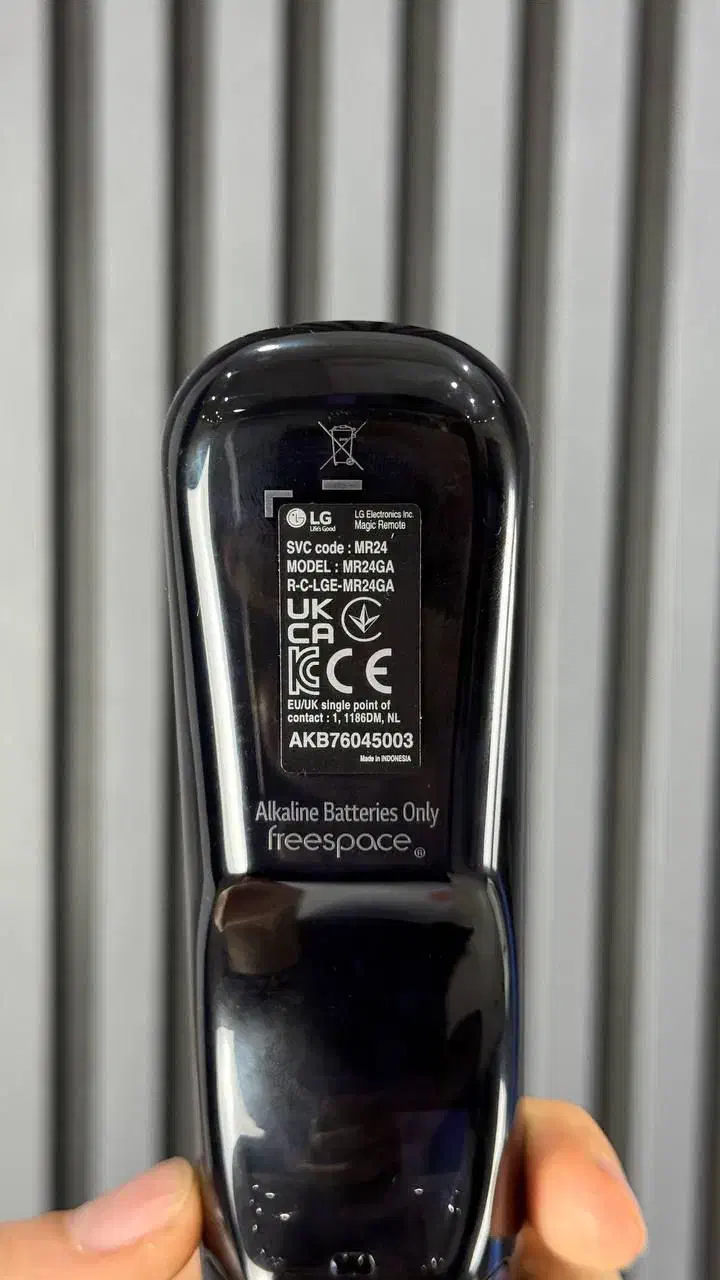 LG
Life's Good
LG Electronics Inc.
Magic Remote
SVC code : MR24
MODEL : MR24GA
R-C-LGE-MR24GA
UK
CA
CE
EU/UK single point of
contact : 1, 1186DM, NL
AKB76045003
Made in INDONESIA
Alkaline Batteries Only
freespace®